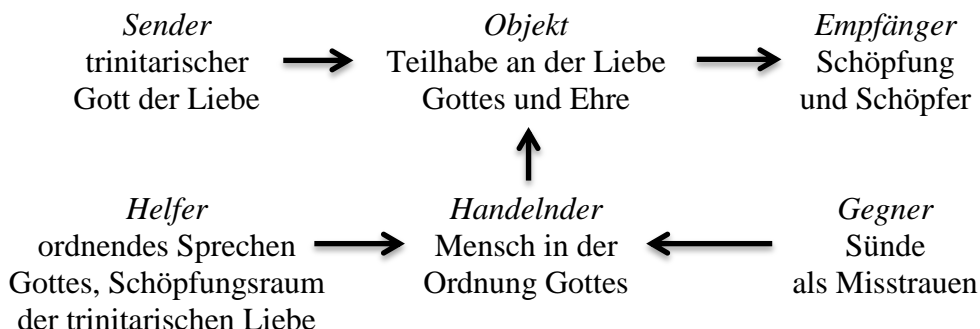 Sender
trinitarischer
Gott der Liebe
Objekt
Teilhabe an der Liebe
Gottes und Ehre
Empfänger
Schöpfung
und Schöpfer
Helfer
ordnendes Sprechen
Gottes, Schöpfungsraum
der trinitarischen Liebe
Handelnder
Mensch in der
Ordnung Gottes
Gegner
Sünde
als Misstrauen